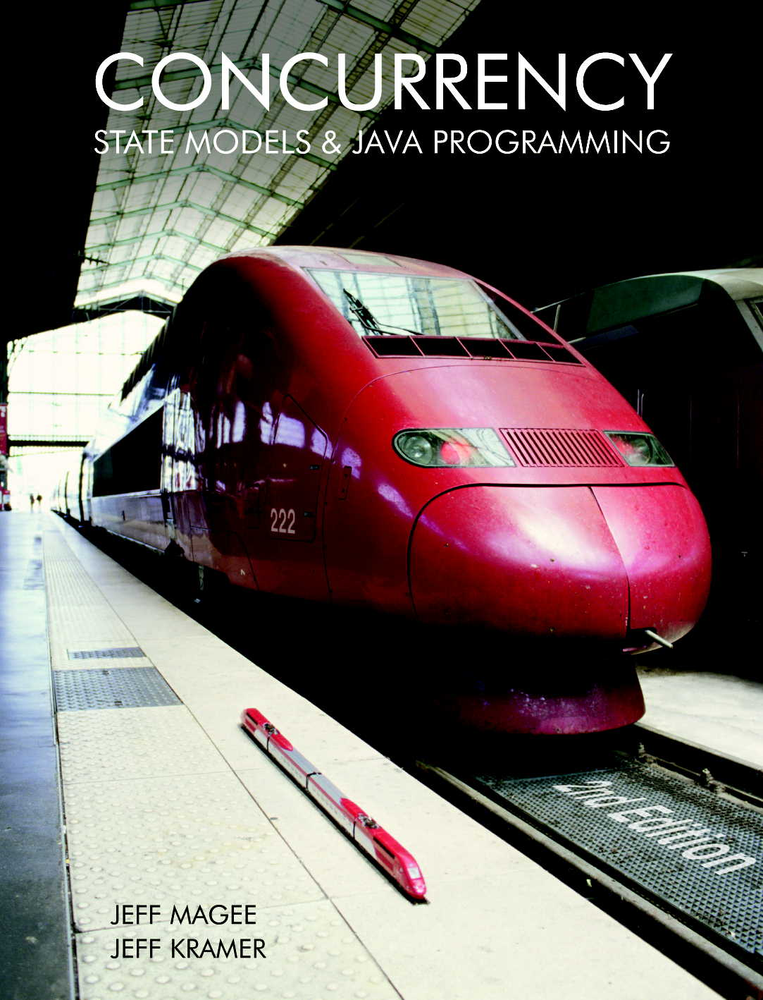 CONCURRENCY
STATE MODELS & JAVA PROGRAMMING
222
2nd Edition
JEFF MAGEE
JEFF KRAMER